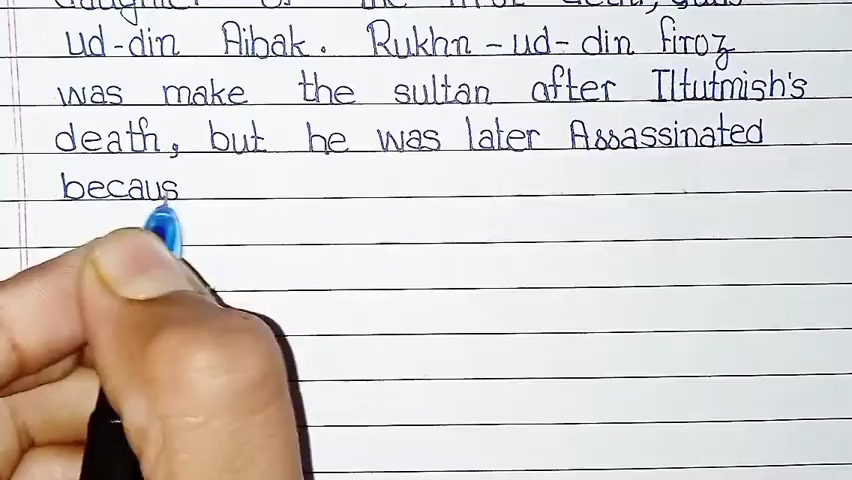 ud-din Aibak. Rukhn-ud-din firoz
was make the sultan after Iltutmish's
death, but he was later Assassinated
becaus